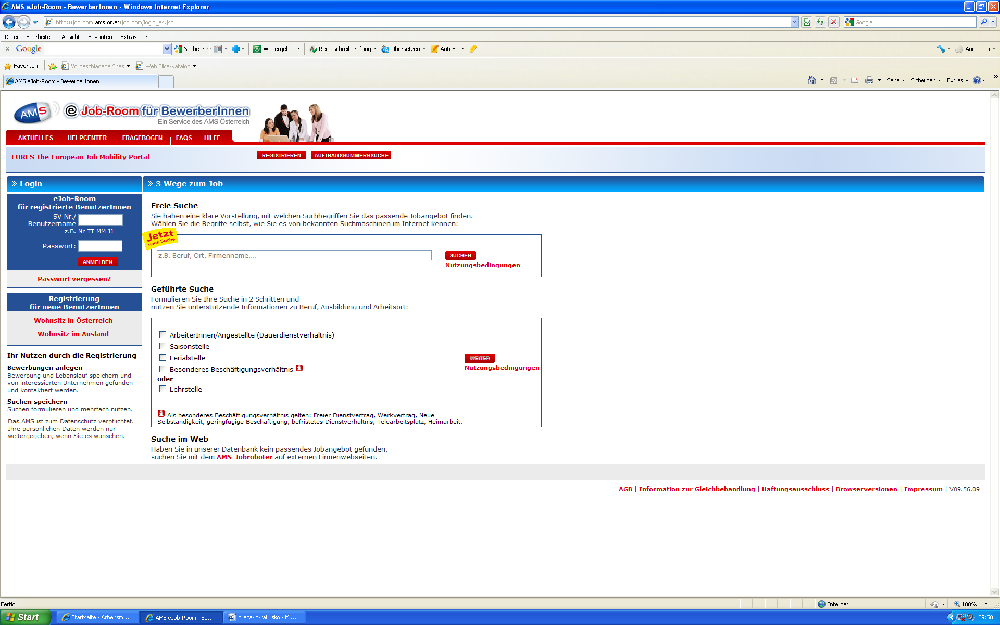 AMS eJob-Room - BewerberInnen - Windows Internet Explorer
http://jobroom.ams.or.at/jobroom/login_as.jsp
Google
Datei Bearbeiten Ansicht Favoriten Extras ?
x Google Suche Weitergeben Rechtschreibprüfung Übersetzen AutoFill Anmelden
Favoriten Vorgeschlagene Sites Web Slice-Katalog
AMS eJob-Room - BewerberInnen
Seite Sicherheit Extras
AMS e Job-Room für BewerberInnen
Ein Service des AMS Österreich
AKTUELLES HELPCENTER FRAGEBOGEN FAQS HILFE
EURES The European Job Mobility Portal
REGISTRIEREN AUFTRAGSNUMMERNSUCHE
Login
eJob-Room
für registrierte BenutzerInnen
SV-Nr./
Benutzername
z.B. Nr TT MM JJ
Passwort:
ANMELDEN
Passwort vergessen?
Registrierung
für neue BenutzerInnen
Wohnsitz in Österreich
Wohnsitz im Ausland
Ihr Nutzen durch die Registrierung
Bewerbungen anlegen
Bewerbung und Lebenslauf speichern und
von interessierten Unternehmen gefunden
und kontaktiert werden.
Suchen speichern
Suchen formulieren und mehrfach nutzen.
Das AMS ist zum Datenschutz verpflichtet.
Ihre persönlichen Daten werden nur
weitergegeben, wenn Sie es wünschen.
3 Wege zum Job
Freie Suche
Sie haben eine klare Vorstellung, mit welchen Suchbegriffen Sie das passende Jobangebot finden.
Wählen Sie die Begriffe selbst, wie Sie es von bekannten Suchmaschinen im Internet kennen:
Jetzt
neue Suche
z.B. Beruf, Ort, Firmenname,...
SUCHEN
Nutzungsbedingungen
Geführte Suche
Formulieren Sie Ihre Suche in 2 Schritten und
nutzen Sie unterstützende Informationen zu Beruf, Ausbildung und Arbeitsort:
ArbeiterInnen/Angestellte (Dauerdienstverhältnis)
Saisonstelle
Ferialstelle
Besonderes Beschäftigungsverhältnis i
oder
Lehrstelle
WEITER
Nutzungsbedingungen
i Als besonderes Beschäftigungsverhältnis gelten: Freier Dienstvertrag, Werkvertrag, Neue
Selbständigkeit, geringfügige Beschäftigung, befristetes Dienstverhältnis, Telearbeitsplatz, Heimarbeit.
Suche im Web
Haben Sie in unserer Datenbank kein passendes Jobangebot gefunden,
suchen Sie mit dem AMS-Jobroboter auf externen Firmenwebseiten.
AGB | Information zur Gleichbehandlung | Haftungsausschluss | Browserversionen | Impressum | V09.56.09
Fertig
Internet
100%
Start
Startseite - Arbeitsm...
AMS eJob-Room - Be...
praca-in-rakusko - Mi...
09:58